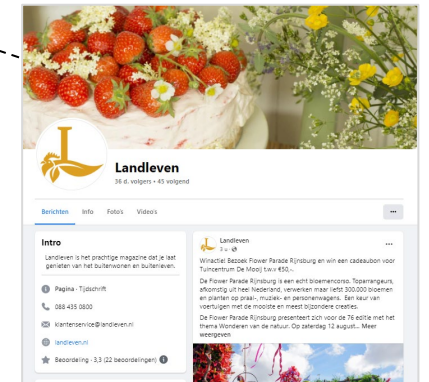 Landleven
36 d. volgers • 45 volgend
Berichten Info Foto's Video's
Intro
Landleven is het prachtige magazine dat je laat
genieten van het buitenwonen en buitenleven.
Pagina · Tijdschrift
088 435 0800
klantenservice@landleven.nl
landleven.nl
Beoordeling · 3,3 (22 beoordelingen)
Landleven
3 u ·
Winactie! Bezoek Flower Parade Rijnsburg en win een cadeaubon voor
Tuincentrum De Mooij t.w.v €50,-.
De Flower Parade Rijnsburg is een echt bloemencorso. Toparrangeurs,
afkomstig uit heel Nederland, verwerken maar liefst 300.000 bloemen
en planten op praal-, muziek- en personenwagens. Een keur van
voertuigen met de mooiste en meest bijzondere creaties.
De Flower Parade Rijnsburg presenteert zich voor de 76 editie met het
thema Wonderen van de natuur. Op zaterdag 12 august... Meer
weergeven